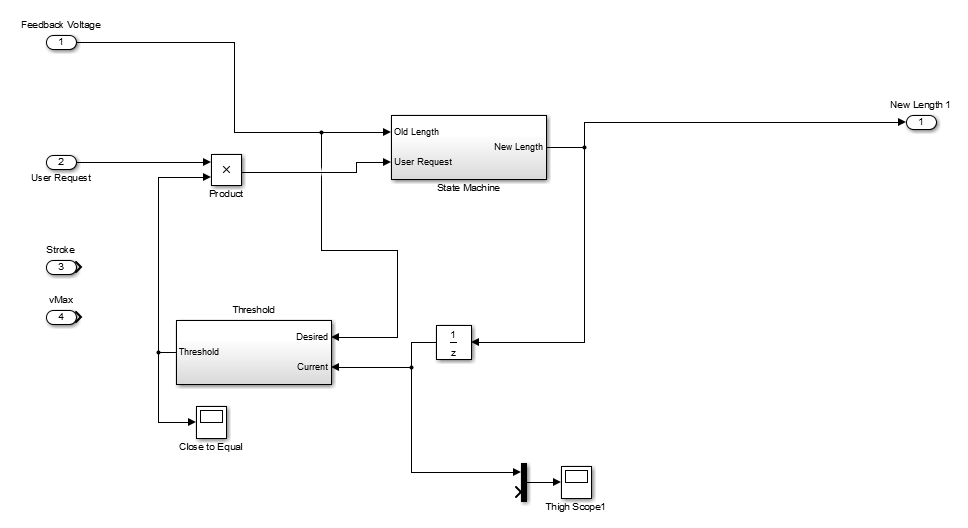 Feedback Voltage
1
New Length 1
1
Old Length
New Length
User Request
State Machine
2
User Request
×
Product
Stroke
3
vMax
4
Threshold
Desired
Threshold
Current
1
z
Close to Equal
Thigh Scope1